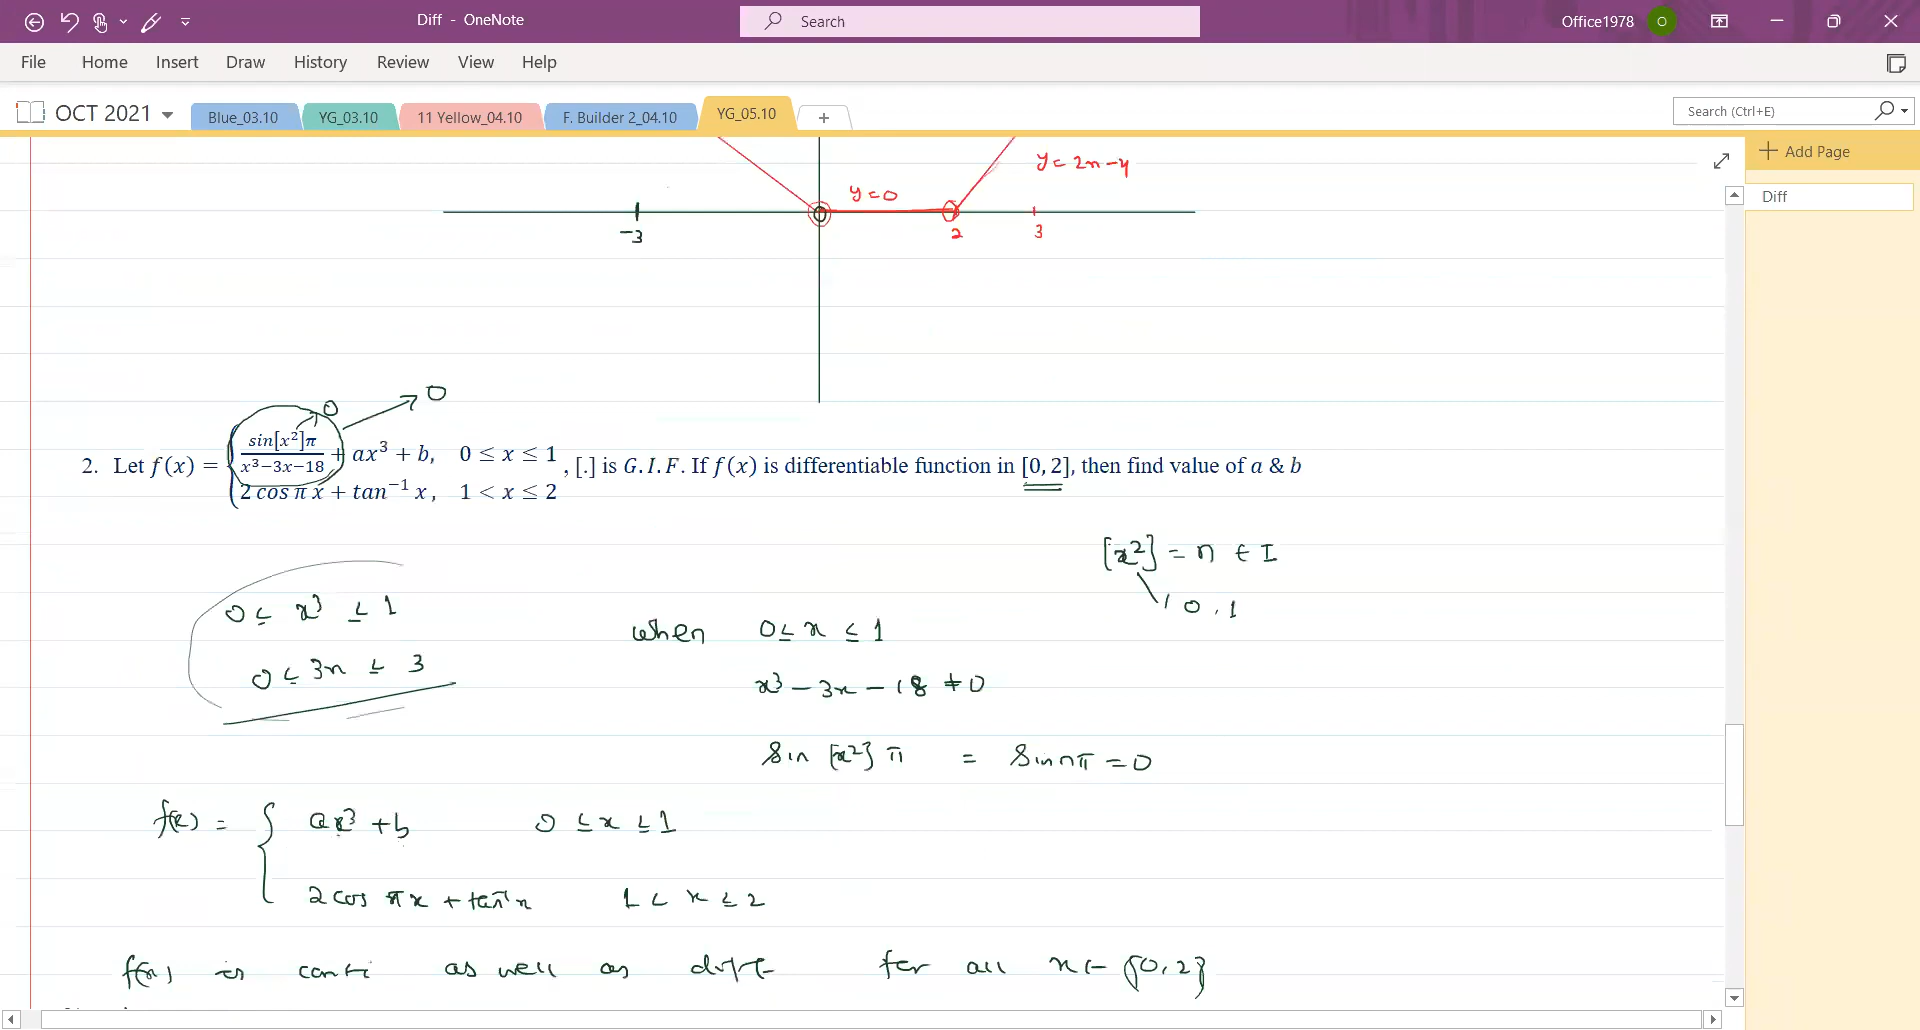 Diff - OneNote
Search
Office1978
O
File Home Insert Draw History Review View Help
OCT 2021
Blue_03.10
YG_03.10
11 Yellow_04.10
F. Builder 2_04.10
YG_05.10
+
Search (Ctrl+E)
Add Page
Diff
y = 2x - 4
y = 0
-3 0 2 3
0 0
2. Let f(x) = { sin[x²]π / x³−3x−18 + ax³ + b, 0 ≤ x ≤ 1
2 cos π x + tan⁻¹ x, 1 < x ≤ 2
, [.] is G.I.F. If f(x) is differentiable function in [0, 2], then find value of a & b
[x²] = n ∈ I
0, 1
0 ≤ x³ ≤ 1
0 ≤ 3x ≤ 3
when 0 ≤ x ≤ 1
x³ - 3x - 18 ≠ 0
Sin [x²] π = Sin nπ = 0
f(x) = { ax³ + b 0 ≤ x ≤ 1
2 cos πx + tan⁻¹x 1 < x ≤ 2
f(x) is conti as well as diff for all x ∈ [0, 2]